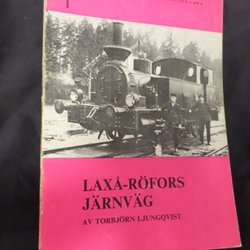 LAXÅ-RÖFORS
JÄRNVÄG
AV TORBJÖRN LJUNGQVIST